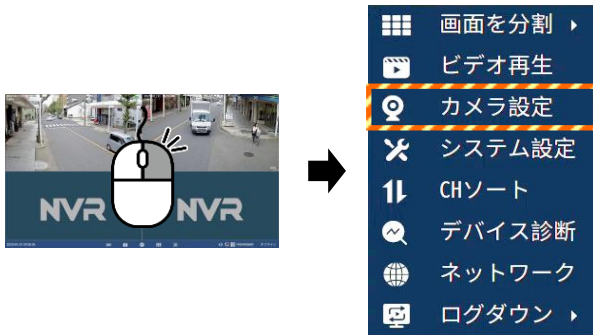 NVR
NVR
画面を分割
ビデオ再生
カメラ設定
システム設定
CHソート
デバイス診断
ネットワーク
ログダウン